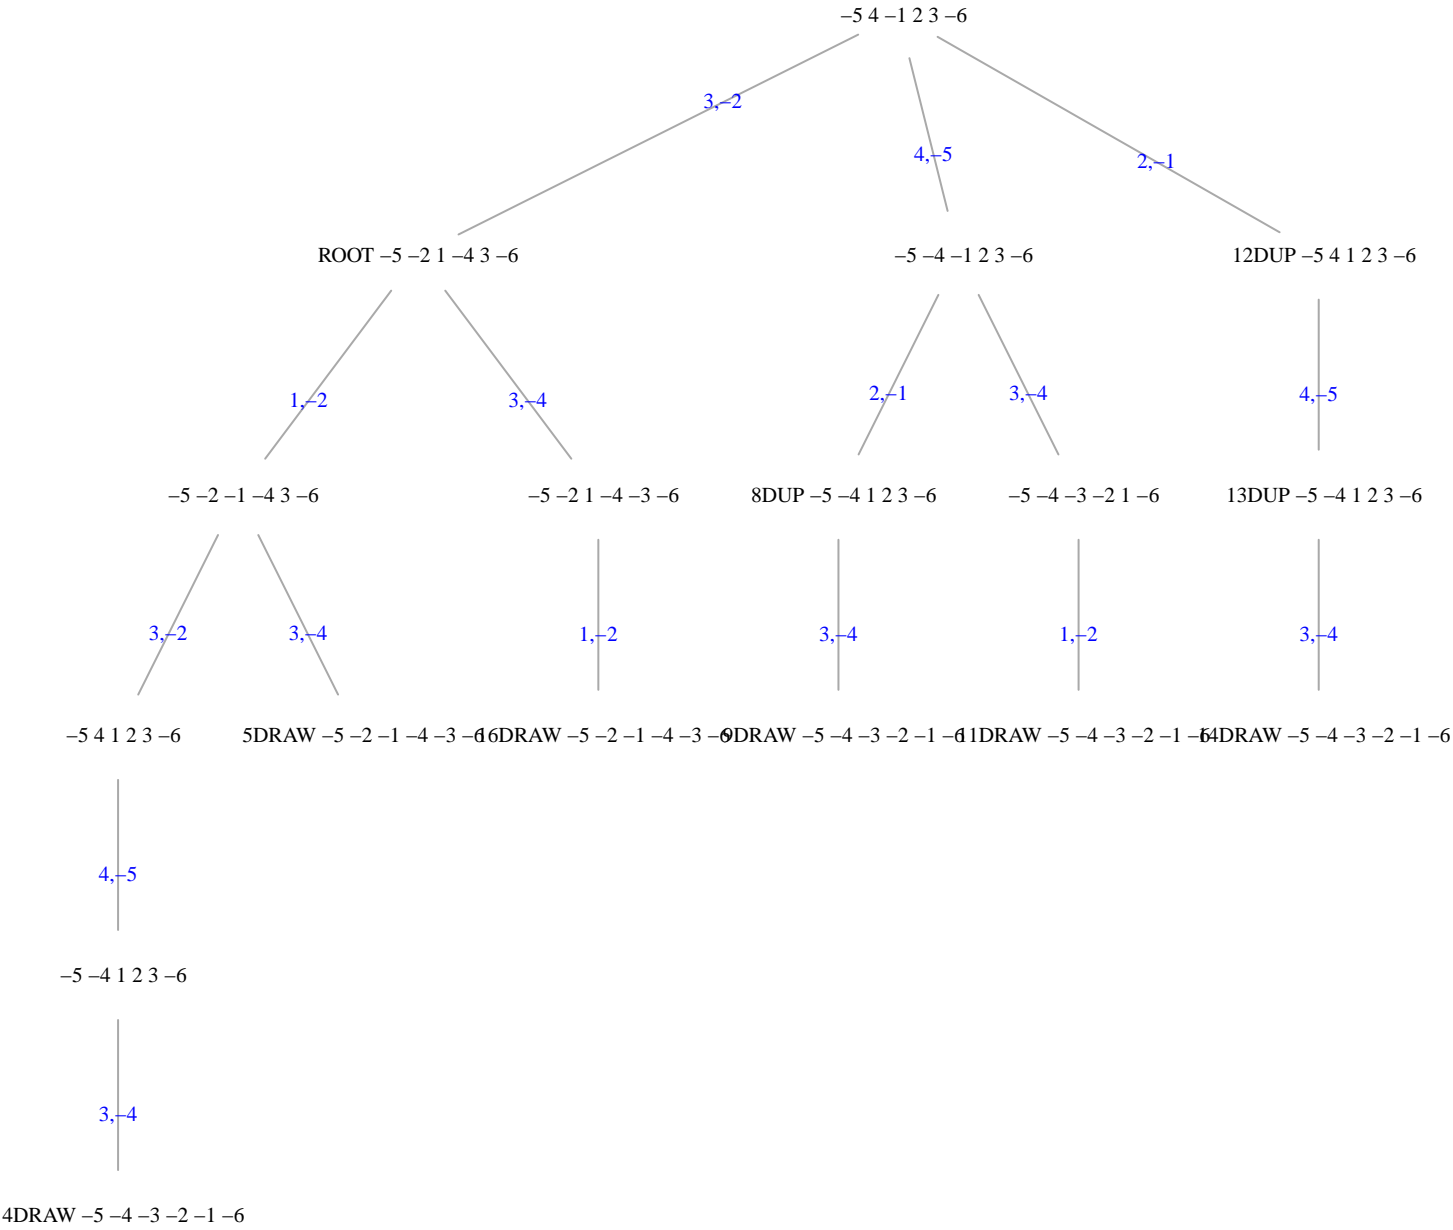 –5 4 –1 2 3 –6
3,–2
4,–5
2,–1
ROOT –5 –2 1 –4 3 –6
–5 –4 –1 2 3 –6
12DUP –5 4 1 2 3 –6
1,–2
3,–4
2,–1
3,–4
4,–5
–5 –2 –1 –4 3 –6
–5 –2 1 –4 –3 –6
8DUP –5 –4 1 2 3 –6
–5 –4 –3 –2 1 –6
13DUP –5 –4 1 2 3 –6
3,–2
3,–4
1,–2
3,–4
1,–2
3,–4
–5 4 1 2 3 –6
5DRAW –5 –2 –1 –4 –3 –6
16DRAW –5 –2 –1 –4 –3 –6
9DRAW –5 –4 –3 –2 –1 –6
11DRAW –5 –4 –3 –2 –1 –6
14DRAW –5 –4 –3 –2 –1 –6
4,–5
–5 –4 1 2 3 –6
3,–4
4DRAW –5 –4 –3 –2 –1 –6